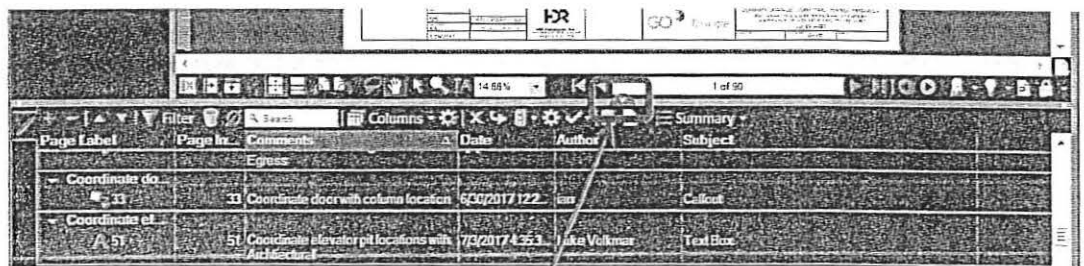 HDR
GO
14.66%
1 of 90
Filter
Search
Columns
Summary
Page Label Page In... Comments Date Author Subject
Egress
Coordinate do...
33 33 Coordinate door with column location 6/30/2017 12:2... ian Callout
Coordinate el...
51 51 Coordinate elevator pit locations with 7/3/2017 4:35:3... Luke Volkmar Text Box
Architectural